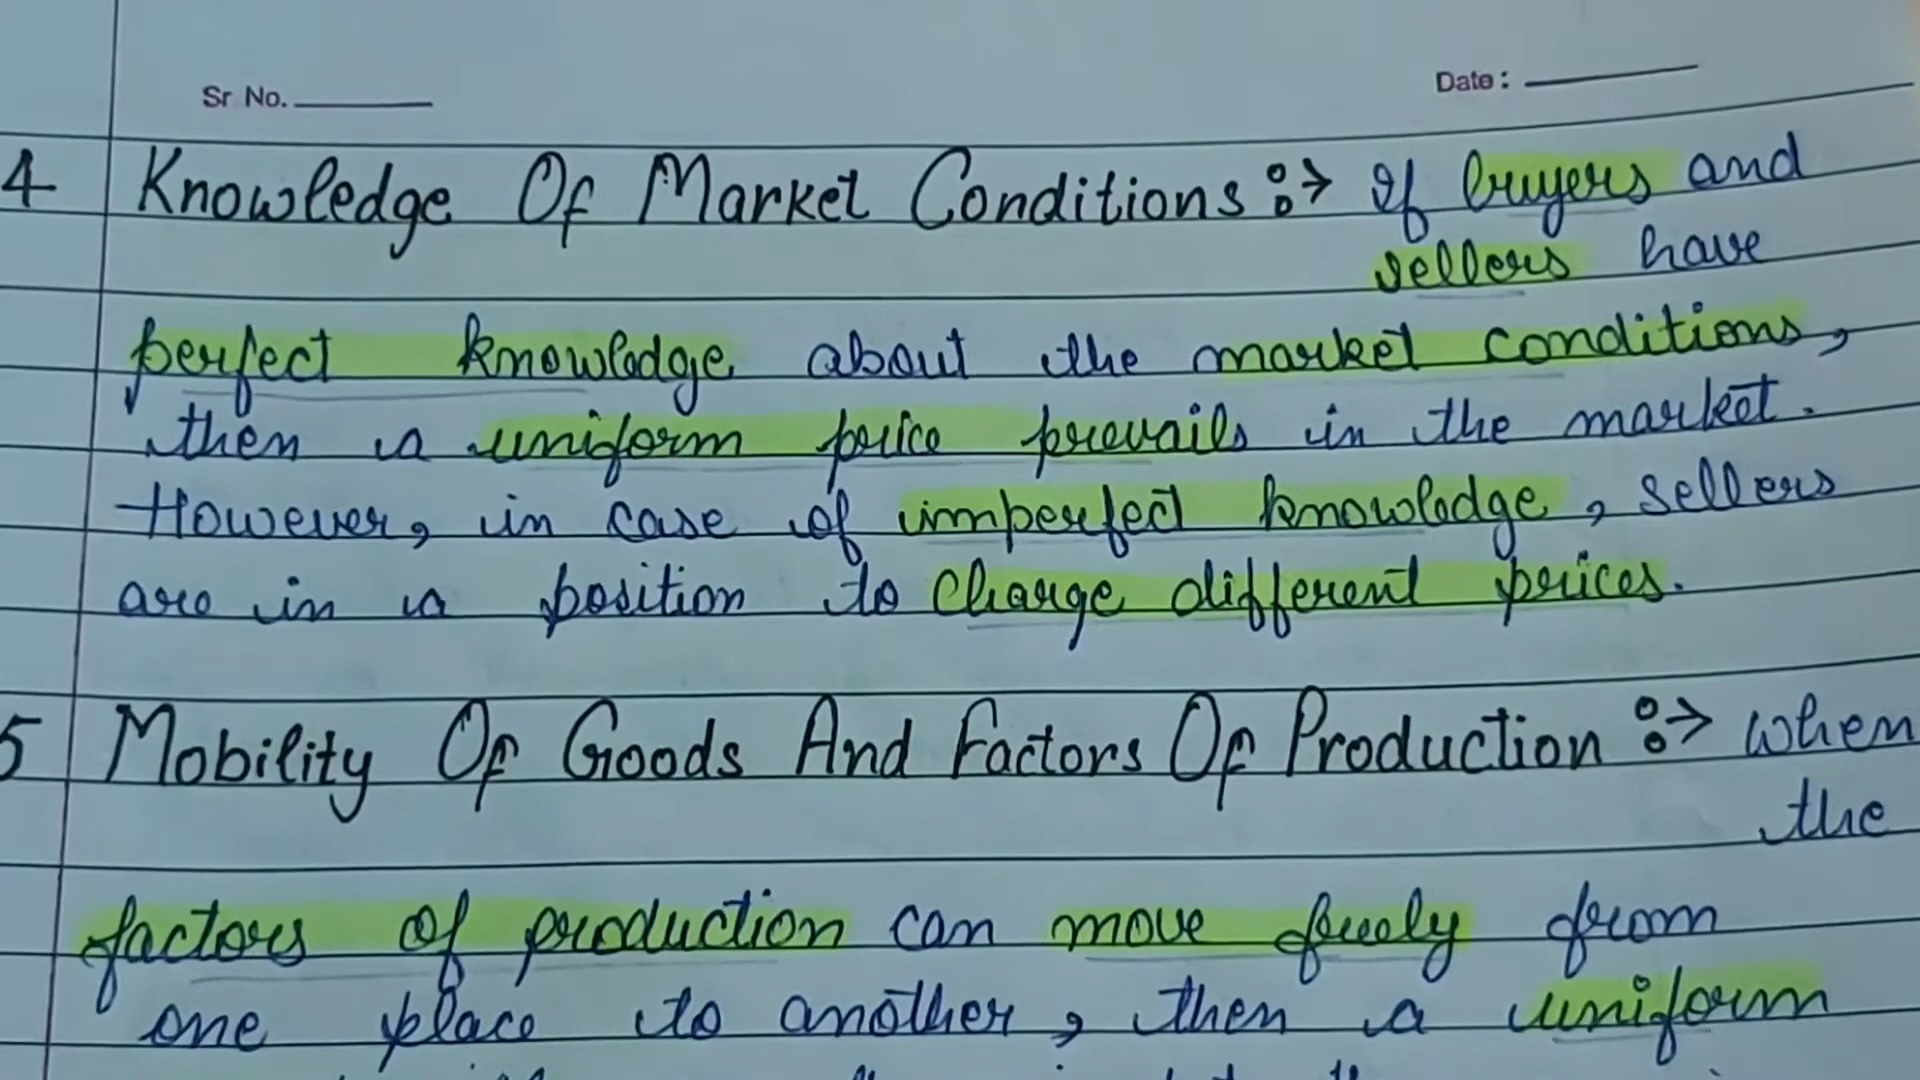 Sr No.
Date :
4 Knowledge Of Market Conditions :→ If buyers and
sellers have
perfect knowledge about the market conditions,
then a uniform price prevails in the market.
However, in case of imperfect knowledge, sellers
are in a position to charge different prices.
5 Mobility Of Goods And Factors Of Production :→ When
the
factors of production can move freely from
one place to another, then a uniform